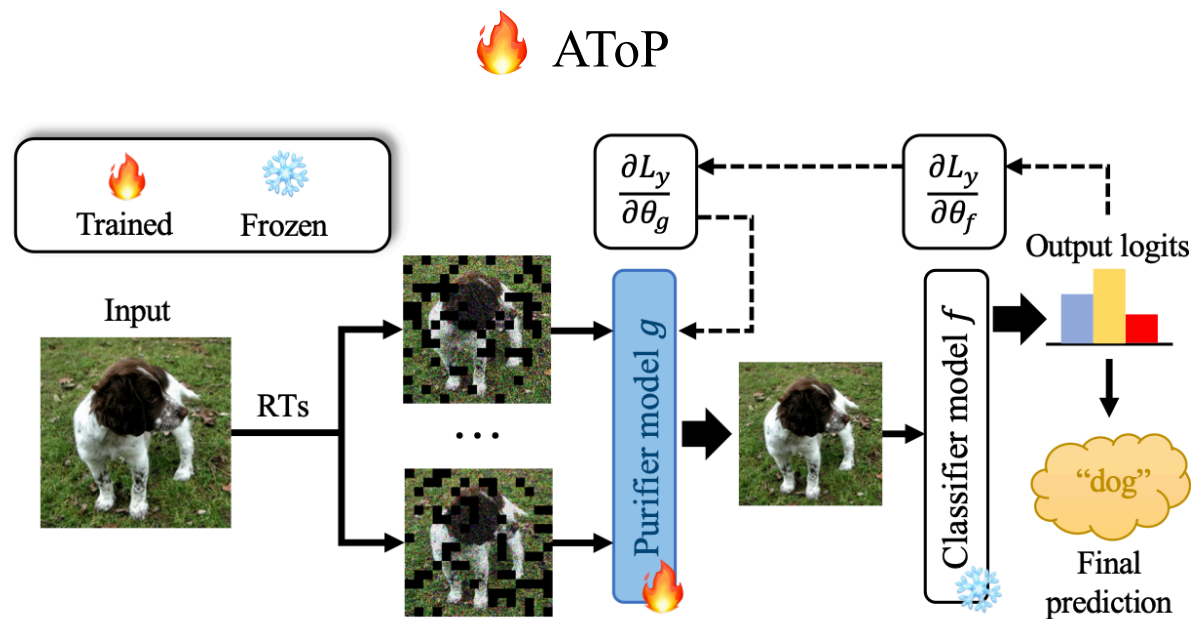 AToP
Trained
Frozen
∂L_y
∂θ_g
∂L_y
∂θ_f
Output logits
Input
RTs
...
Purifier model g
Classifier model f
“dog”
Final
prediction